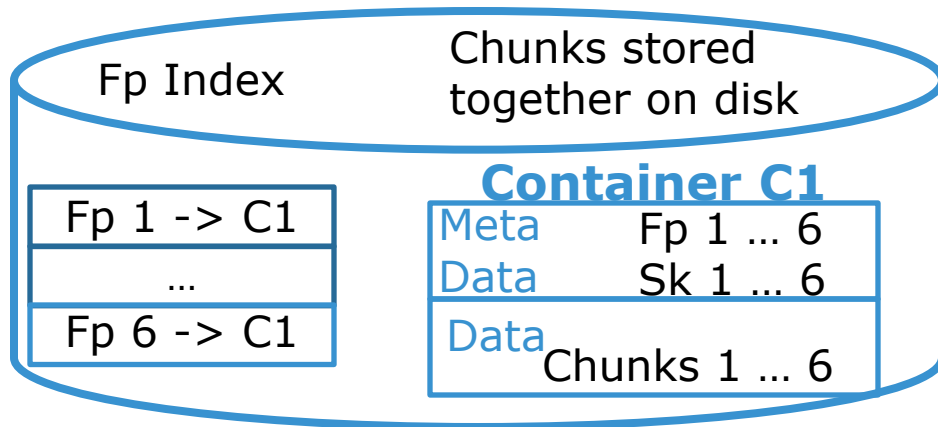 Fp Index
Chunks stored
together on disk
Fp 1 -> C1
...
Fp 6 -> C1
Container C1
Meta Fp 1 ... 6
Data Sk 1 ... 6
Data
Chunks 1 ... 6